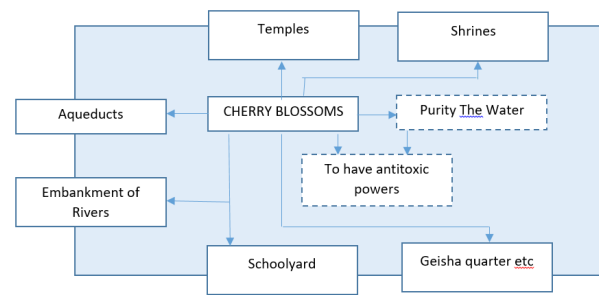 Temples
Shrines
Aqueducts
CHERRY BLOSSOMS
Purity The Water
To have antitoxic
powers
Embankment of
Rivers
Schoolyard
Geisha quarter etc